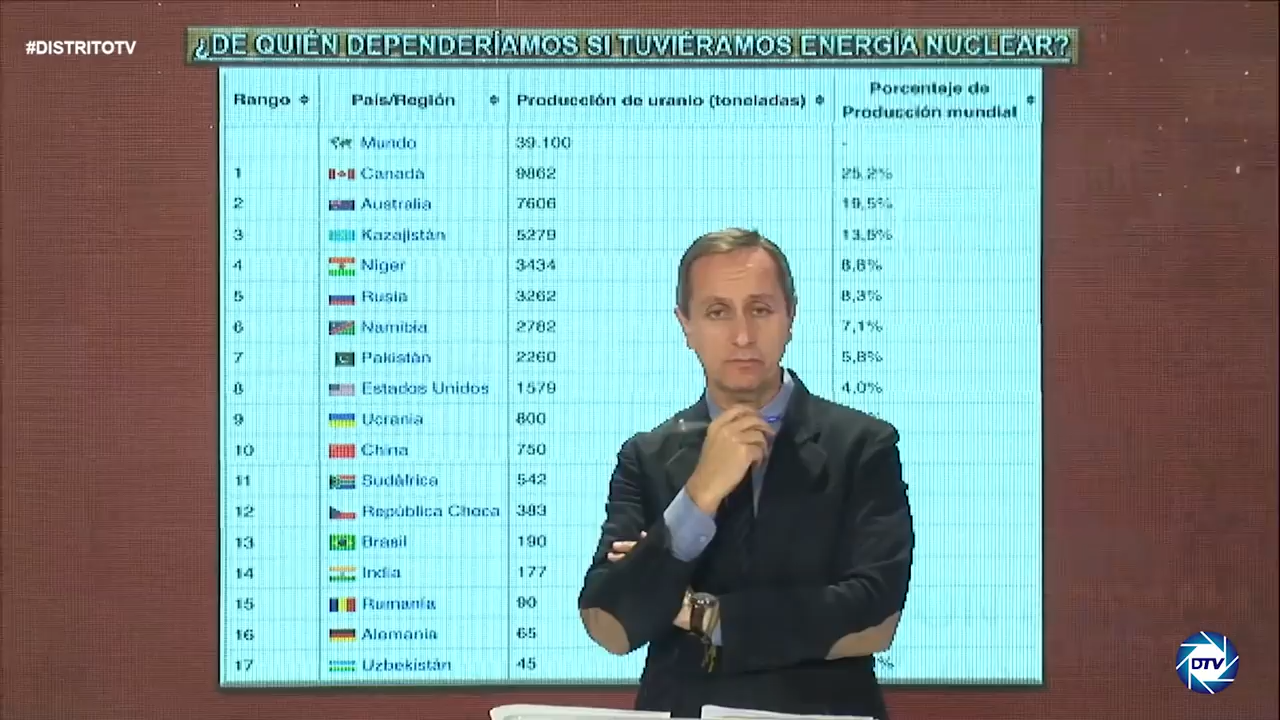 #DISTRITOTV
¿DE QUIÉN DEPENDERÍAMOS SI TUVIÉRAMOS ENERGÍA NUCLEAR?
Rango País/Región Producción de uranio (toneladas) Porcentaje de Producción mundial
Mundo 39.100 -
1 Canadá 9862 25,2%
2 Australia 7606 19,5%
3 Kazajistán 5279 13,5%
4 Níger 3434 8,8%
5 Rusia 3262 8,3%
6 Namibia 2782 7,1%
7 Pakistán 2260 5,8%
8 Estados Unidos 1579 4,0%
9 Ucrania 800
10 China 750
11 Sudáfrica 542
12 República Checa 383
13 Brasil 190
14 India 177
15 Rumanía 90
16 Alemania 65
17 Uzbekistán 45 %
DTV